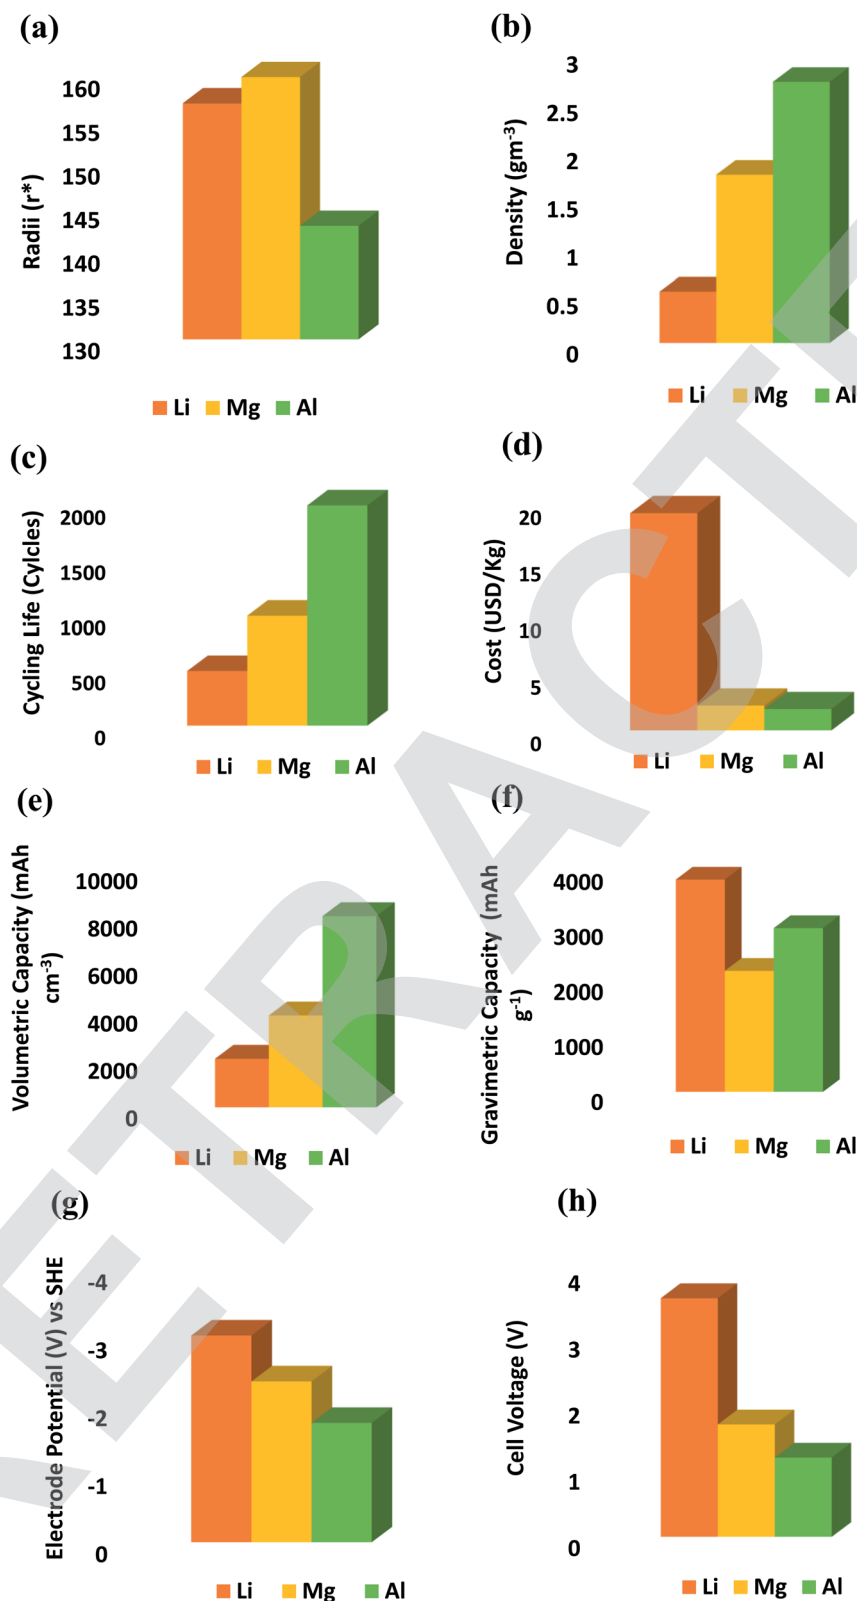 (a)
Radii (r*)
160
155
150
145
140
135
130
Li Mg Al
(b)
Density (gm-3)
3
2.5
2
1.5
1
0.5
0
Li Mg Al
(c)
Cycling Life (Cylcles)
2000
1500
1000
500
0
Li Mg Al
(d)
Cost (USD/Kg)
20
15
10
5
0
Li Mg Al
(e)
Volumetric Capacity (mAh
cm-3)
10000
8000
6000
4000
2000
0
Li Mg Al
(f)
Gravimetric Capacity (mAh
g-1)
4000
3000
2000
1000
0
Li Mg Al
(g)
Electrode Potential (V) vs SHE
-4
-3
-2
-1
0
Li Mg Al
(h)
Cell Voltage (V)
4
3
2
1
0
Li Mg Al
RETRACT